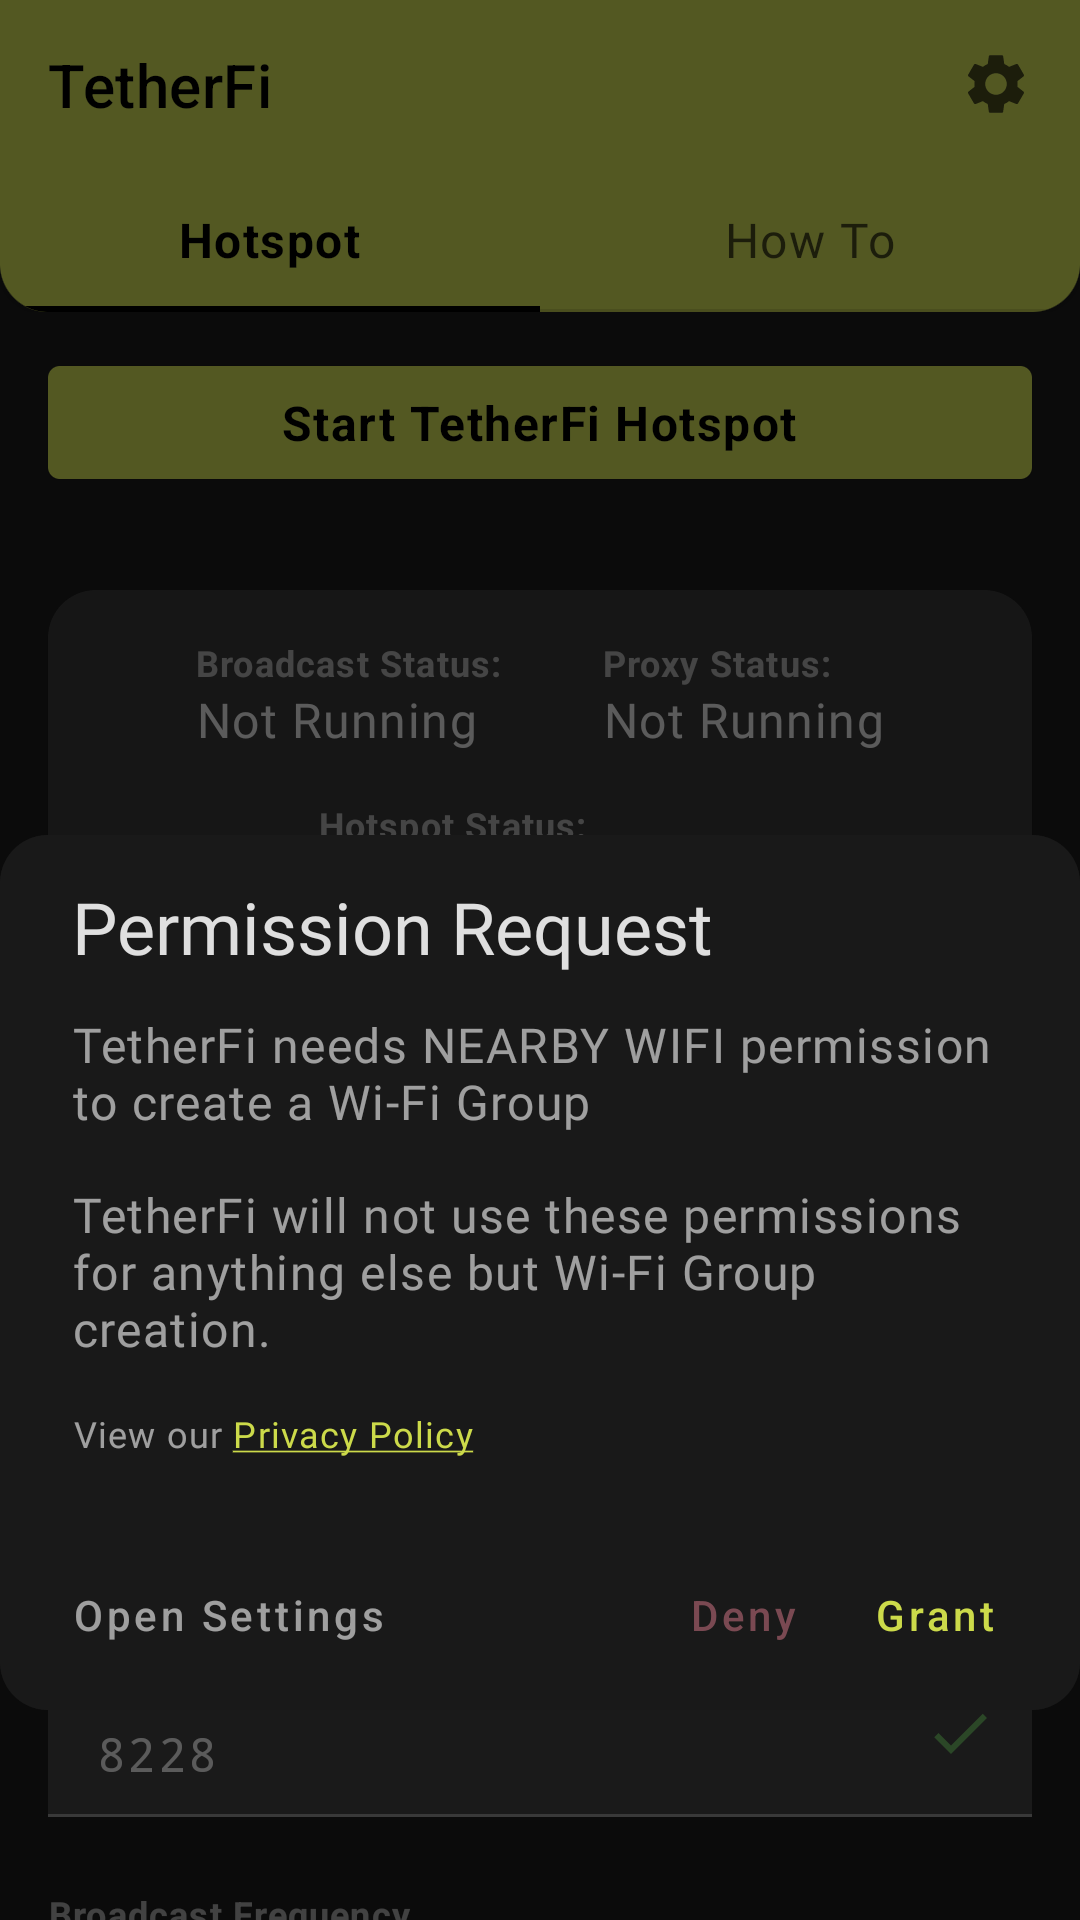 TetherFi
Hotspot
How To
Start TetherFi Hotspot
Broadcast Status:
Proxy Status:
Not Running
Not Running
Hotspot Status:
Permission Request
TetherFi needs NEARBY WIFI permission
to create a Wi-Fi Group
TetherFi will not use these permissions
for anything else but Wi-Fi Group
creation.
View our Privacy Policy
Open Settings
Deny
Grant
8228
Broadcast Frequency